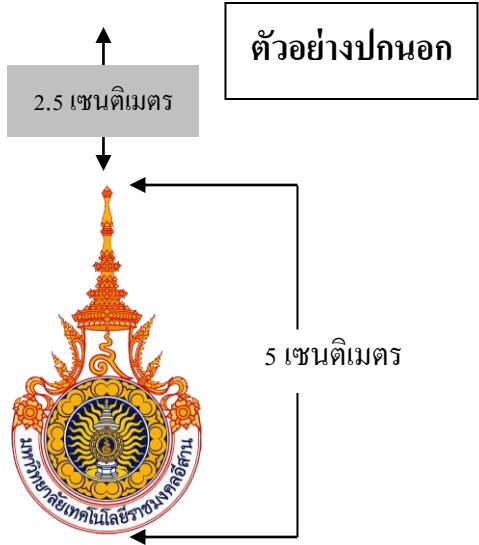 ตัวอย่างปกนอก
2.5 เซนติเมตร
5 เซนติเมตร
มหาวิทยาลัยเทคโนโลยีราชมงคลอีสาน